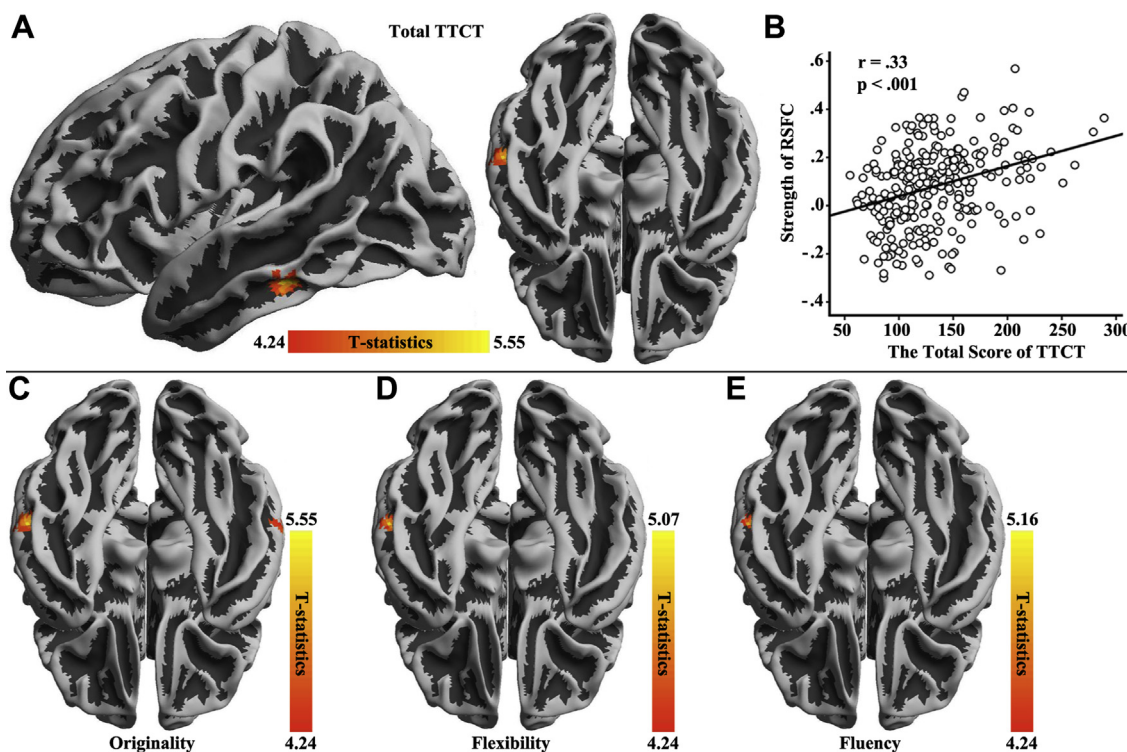 A
Total TTCT
4.24 T-statistics 5.55
B
r = .33
p < .001
Strength of RSFC
.6
.4
.2
.0
-.2
-.4
50 100 150 200 250 300
The Total Score of TTCT
C
5.55
T-statistics
4.24
Originality
D
5.07
T-statistics
4.24
Flexibility
E
5.16
T-statistics
4.24
Fluency